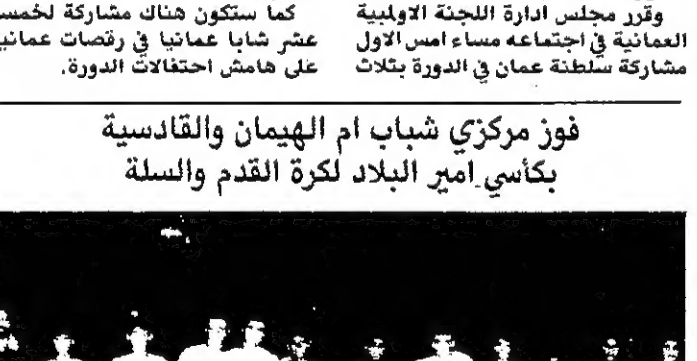 وقرر مجلس ادارة اللجنة الاولمبية
العمانية في اجتماعه مساء امس الاول
مشاركة سلطنة عمان في الدورة بثلاث
كما ستكون هناك مشاركة لخمسة
عشر شابا عمانيا في رقصات عمانية
على هامش احتفالات الدورة.
فوز مركزي شباب ام الهيمان والقادسية
بكأسي امير البلاد لكرة القدم والسلة